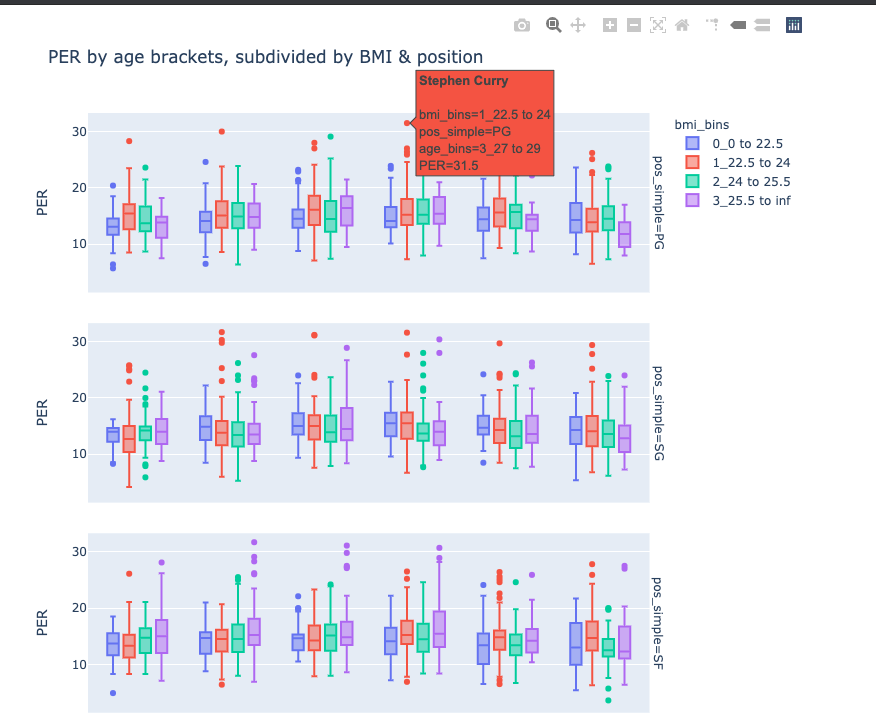 PER by age brackets, subdivided by BMI & position
Stephen Curry
bmi_bins=1_22.5 to 24
pos_simple=PG
age_bins=3_27 to 29
PER=31.5
bmi_bins
0_0 to 22.5
1_22.5 to 24
2_24 to 25.5
3_25.5 to inf
30
20
10
PER
pos_simple=PG
30
20
10
PER
pos_simple=SG
30
20
10
PER
pos_simple=SF